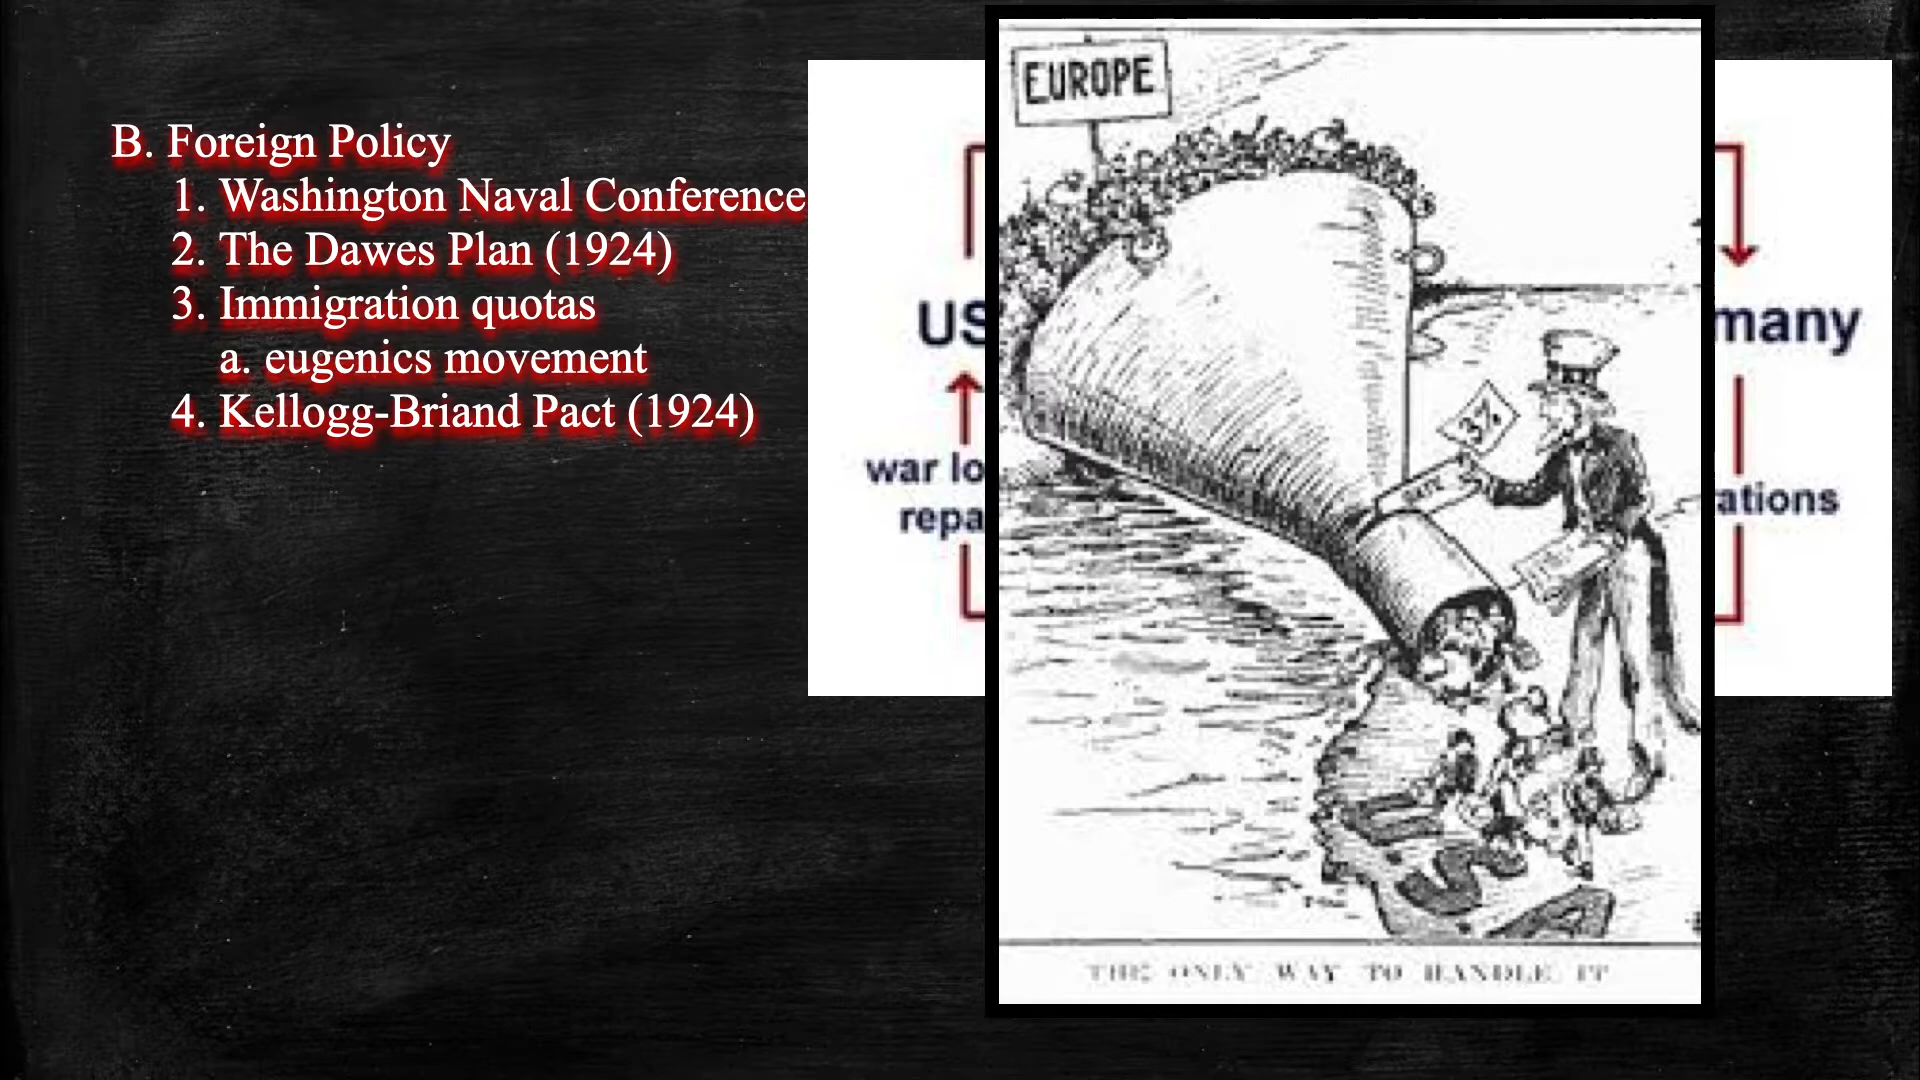 B. Foreign Policy
1. Washington Naval Conference
2. The Dawes Plan (1924)
3. Immigration quotas
a. eugenics movement
4. Kellogg-Briand Pact (1924)
EUROPE
3%
GATE
THE ONLY WAY TO HANDLE IT
US
war lo
repa
many
ations